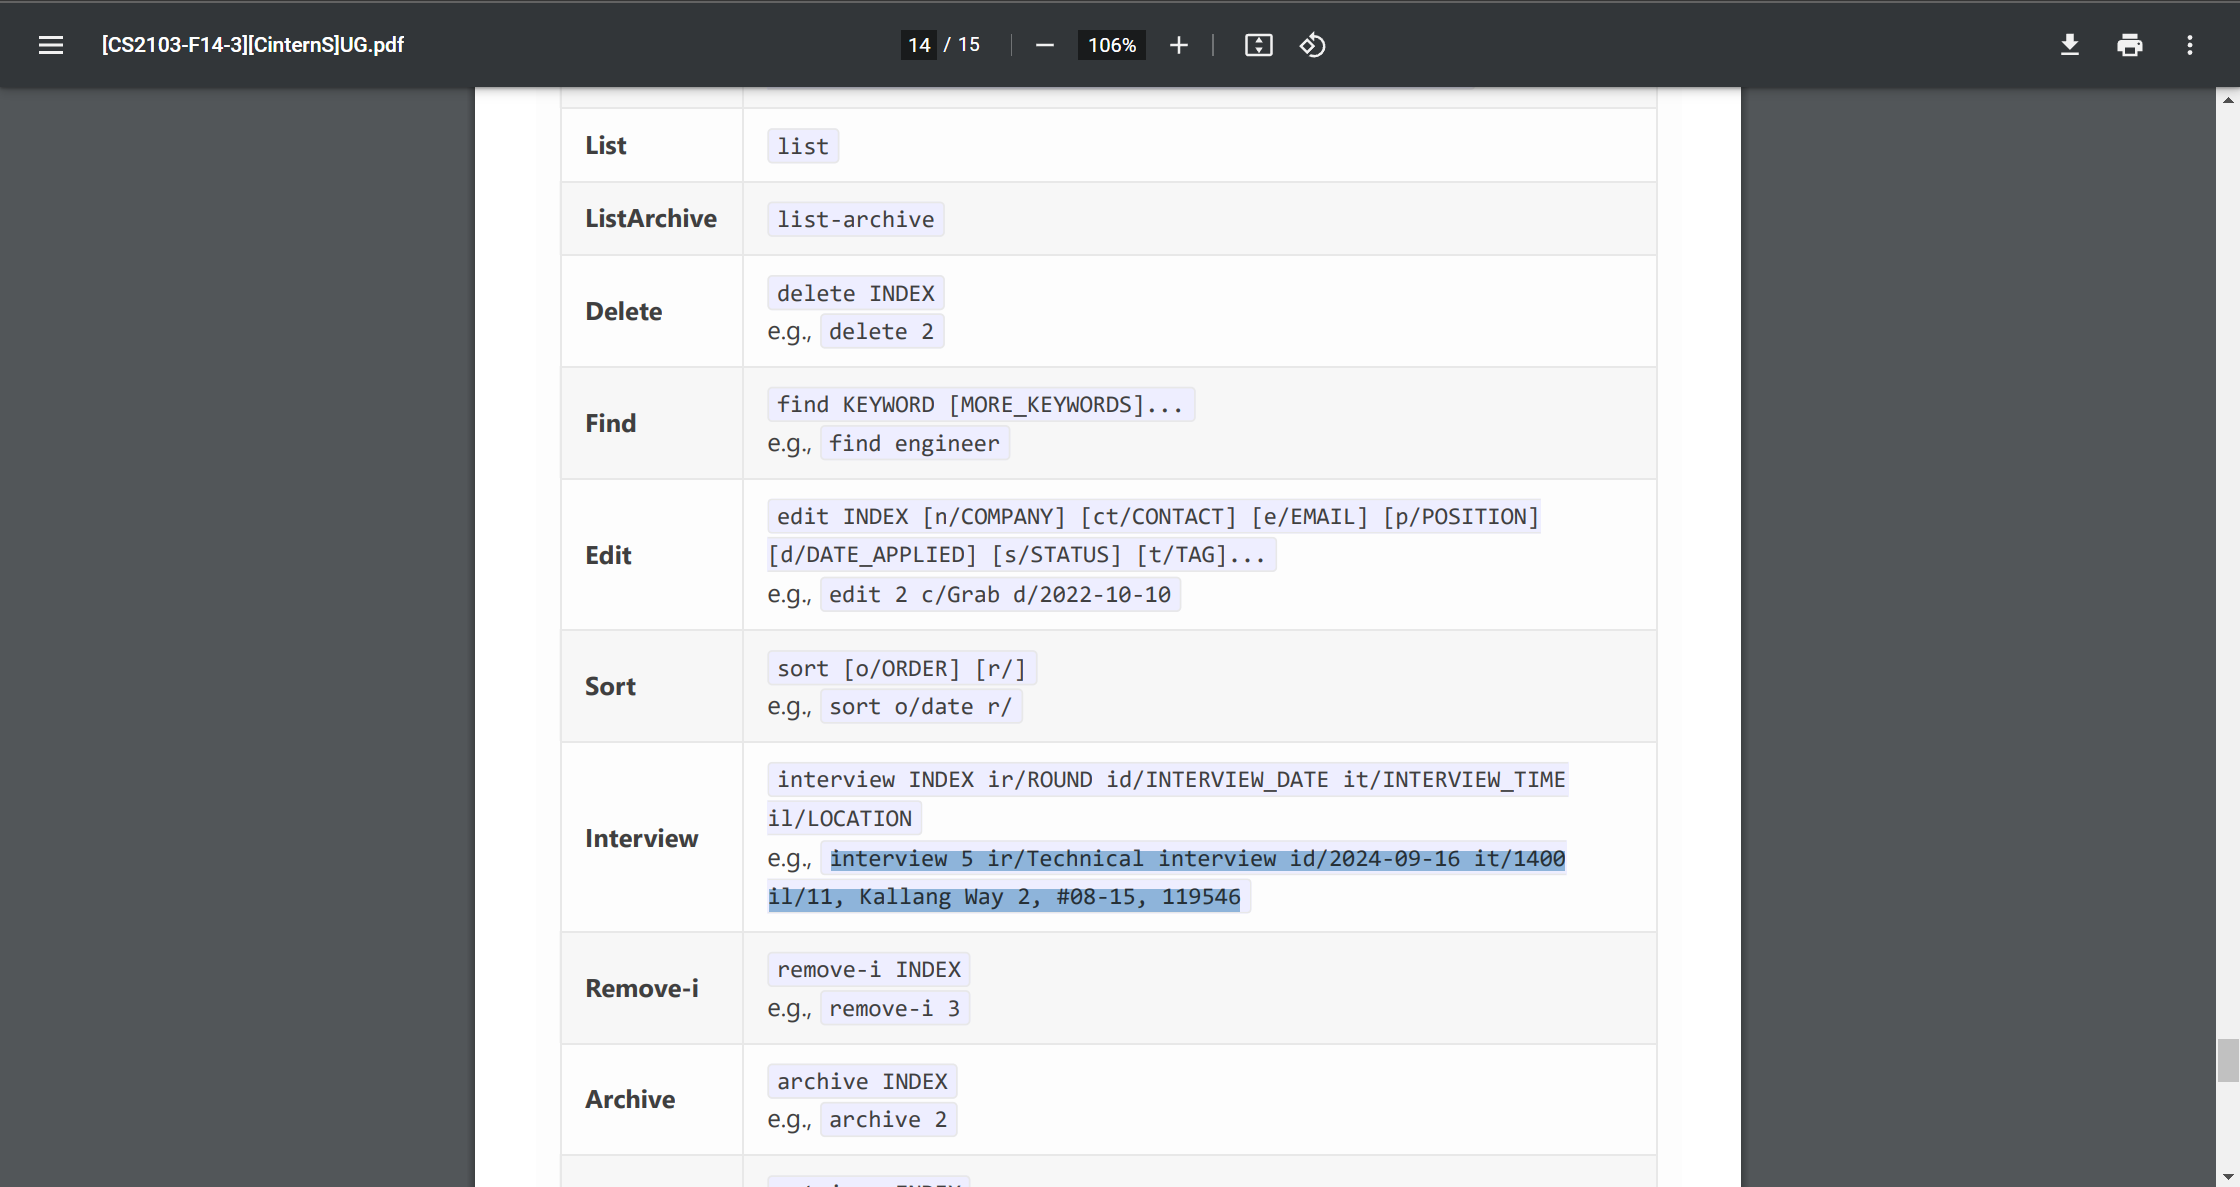 [CS2103-F14-3][CinternS]UG.pdf
14 / 15
106%
List
list
ListArchive
list-archive
Delete
delete INDEX
e.g., delete 2
Find
find KEYWORD [MORE_KEYWORDS]...
e.g., find engineer
Edit
edit INDEX [n/COMPANY] [ct/CONTACT] [e/EMAIL] [p/POSITION]
[d/DATE_APPLIED] [s/STATUS] [t/TAG]...
e.g., edit 2 c/Grab d/2022-10-10
Sort
sort [o/ORDER] [r/]
e.g., sort o/date r/
Interview
interview INDEX ir/ROUND id/INTERVIEW_DATE it/INTERVIEW_TIME
il/LOCATION
e.g., interview 5 ir/Technical interview id/2024-09-16 it/1400
il/11, Kallang Way 2, #08-15, 119546
Remove-i
remove-i INDEX
e.g., remove-i 3
Archive
archive INDEX
e.g., archive 2